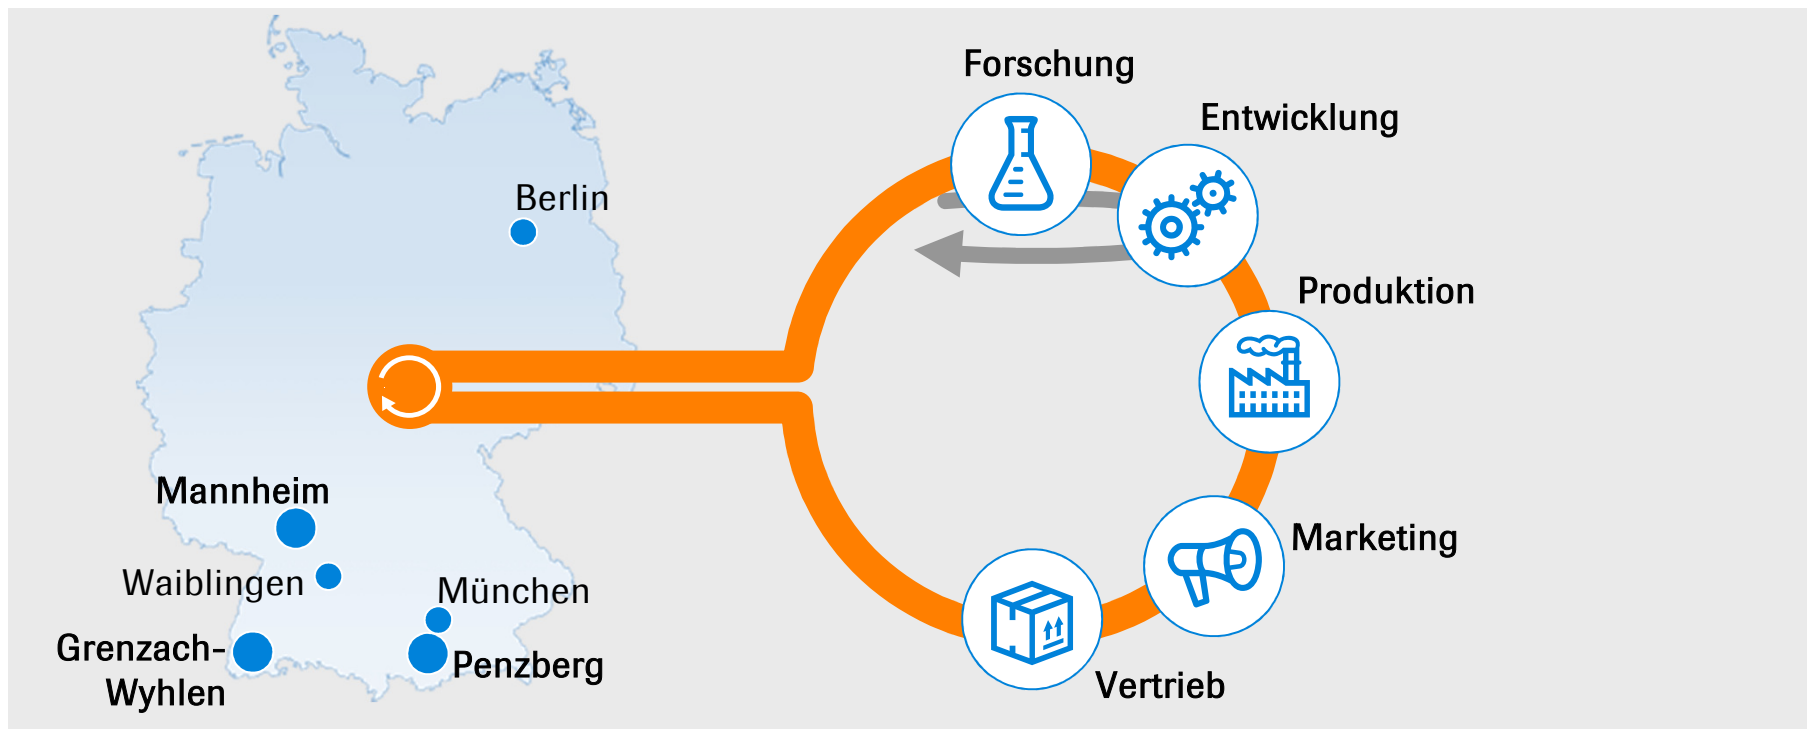 Forschung
Entwicklung
Berlin
Produktion
Mannheim
Marketing
Waiblingen
München
Grenzach-
Wyhlen
Penzberg
Vertrieb